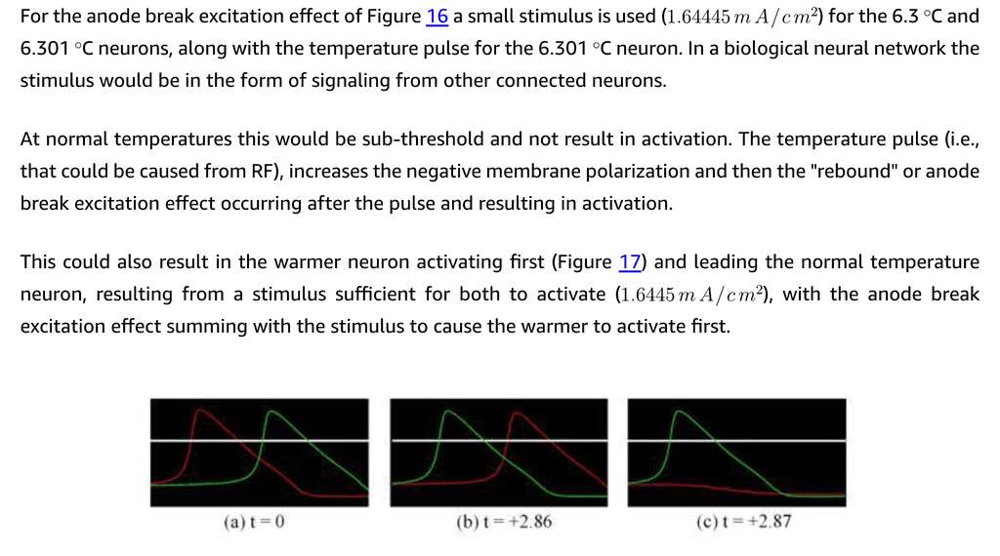 For the anode break excitation effect of Figure 16 a small stimulus is used (1.64445 m A/c m²) for the 6.3 °C and
6.301 °C neurons, along with the temperature pulse for the 6.301 °C neuron. In a biological neural network the
stimulus would be in the form of signaling from other connected neurons.
At normal temperatures this would be sub-threshold and not result in activation. The temperature pulse (i.e.,
that could be caused from RF), increases the negative membrane polarization and then the "rebound" or anode
break excitation effect occurring after the pulse and resulting in activation.
This could also result in the warmer neuron activating first (Figure 17) and leading the normal temperature
neuron, resulting from a stimulus sufficient for both to activate (1.6445 m A/c m²), with the anode break
excitation effect summing with the stimulus to cause the warmer to activate first.
(a) t = 0
(b) t = +2.86
(c) t = +2.87